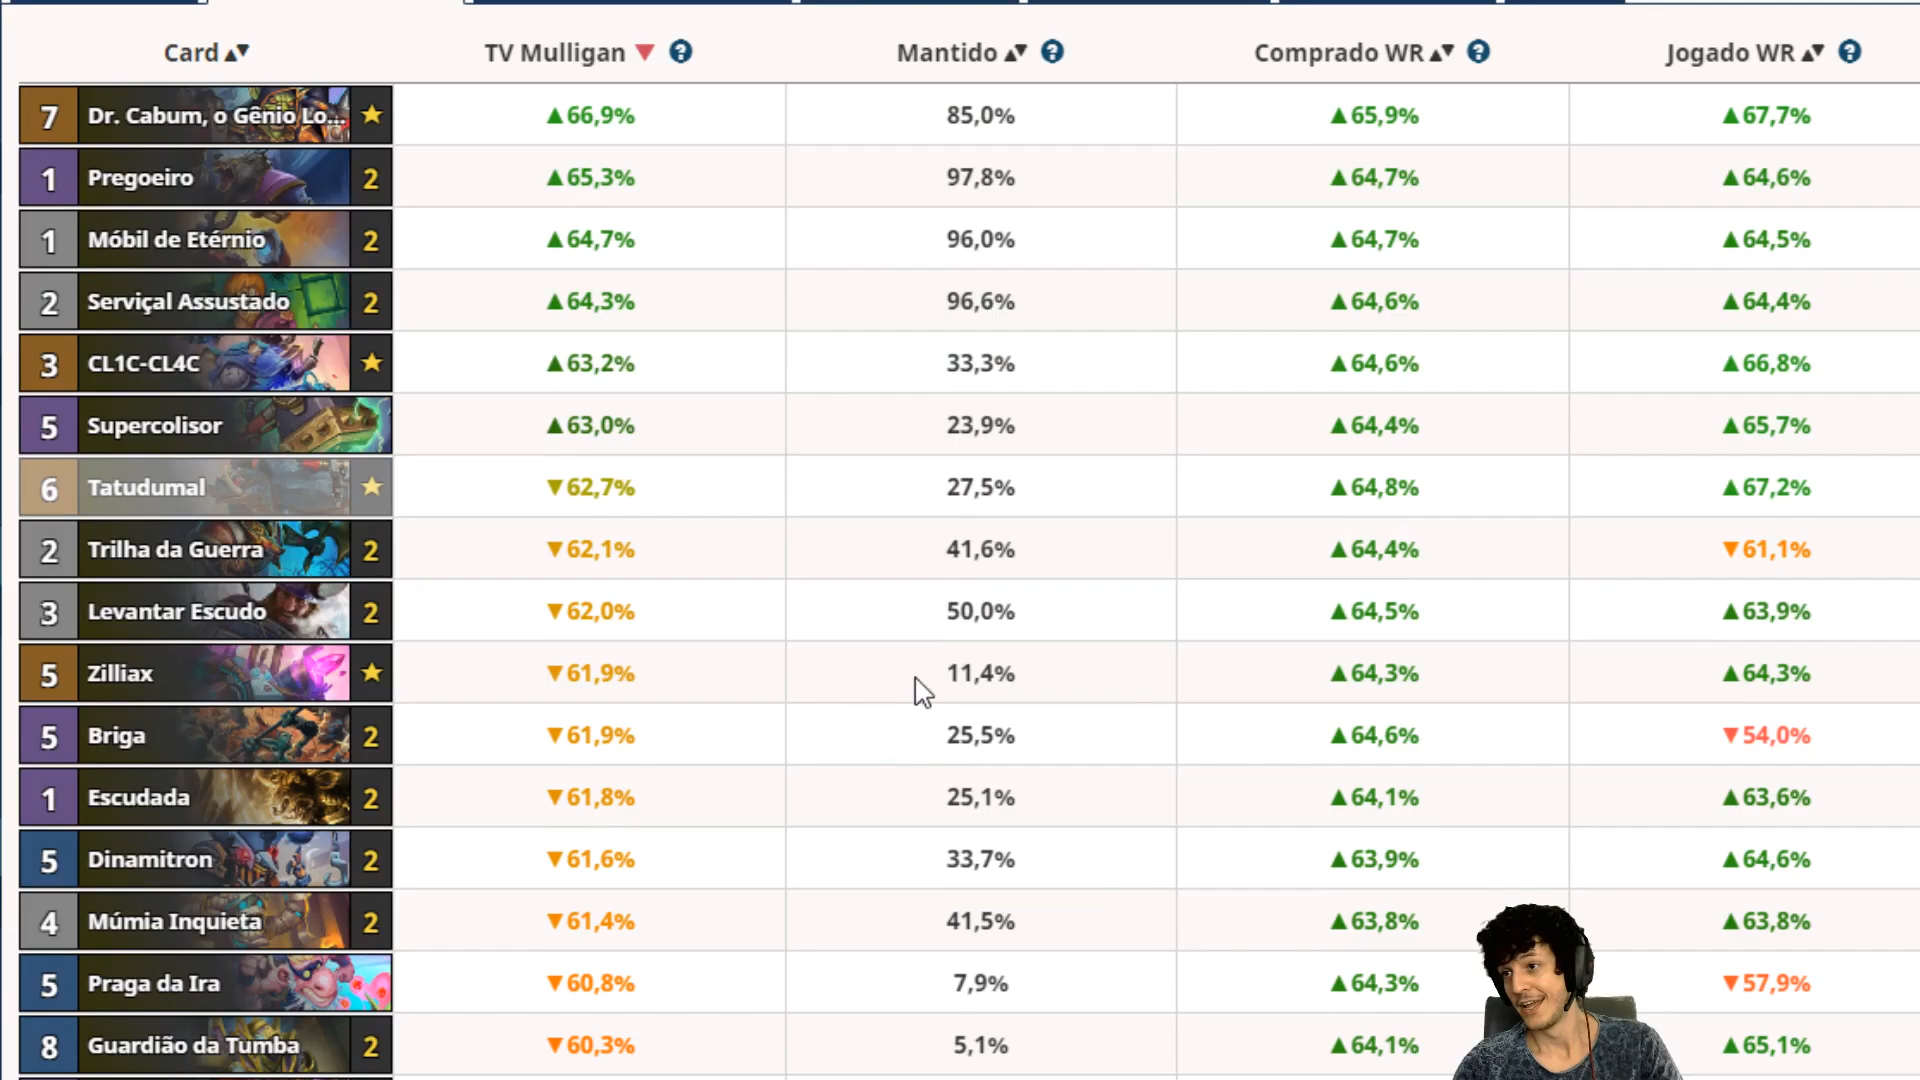 Card ▲▼ TV Mulligan ▼ ? Mantido ▲▼ ? Comprado WR ▲▼ ? Jogado WR ▲▼ ?
7 Dr. Cabum, o Gênio Lo... ★ ▲66,9% 85,0% ▲65,9% ▲67,7%
1 Pregoeiro 2 ▲65,3% 97,8% ▲64,7% ▲64,6%
1 Móbil de Etérnio 2 ▲64,7% 96,0% ▲64,7% ▲64,5%
2 Serviçal Assustado 2 ▲64,3% 96,6% ▲64,6% ▲64,4%
3 CL1C-CL4C ★ ▲63,2% 33,3% ▲64,6% ▲66,8%
5 Supercolisor ▲63,0% 23,9% ▲64,4% ▲65,7%
6 Tatudumal ★ ▼62,7% 27,5% ▲64,8% ▲67,2%
2 Trilha da Guerra 2 ▼62,1% 41,6% ▲64,4% ▼61,1%
3 Levantar Escudo 2 ▼62,0% 50,0% ▲64,5% ▲63,9%
5 Zilliax ★ ▼61,9% 11,4% ▲64,3% ▲64,3%
5 Briga 2 ▼61,9% 25,5% ▲64,6% ▼54,0%
1 Escudada 2 ▼61,8% 25,1% ▲64,1% ▲63,6%
5 Dinamitron 2 ▼61,6% 33,7% ▲63,9% ▲64,6%
4 Múmia Inquieta 2 ▼61,4% 41,5% ▲63,8% ▲63,8%
5 Praga da Ira ▼60,8% 7,9% ▲64,3% ▼57,9%
8 Guardião da Tumba 2 ▼60,3% 5,1% ▲64,1% ▲65,1%